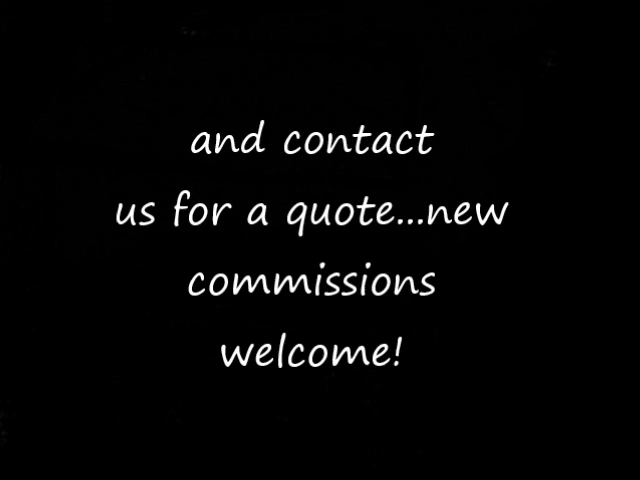 and contact
us for a quote...new
commissions
welcome!